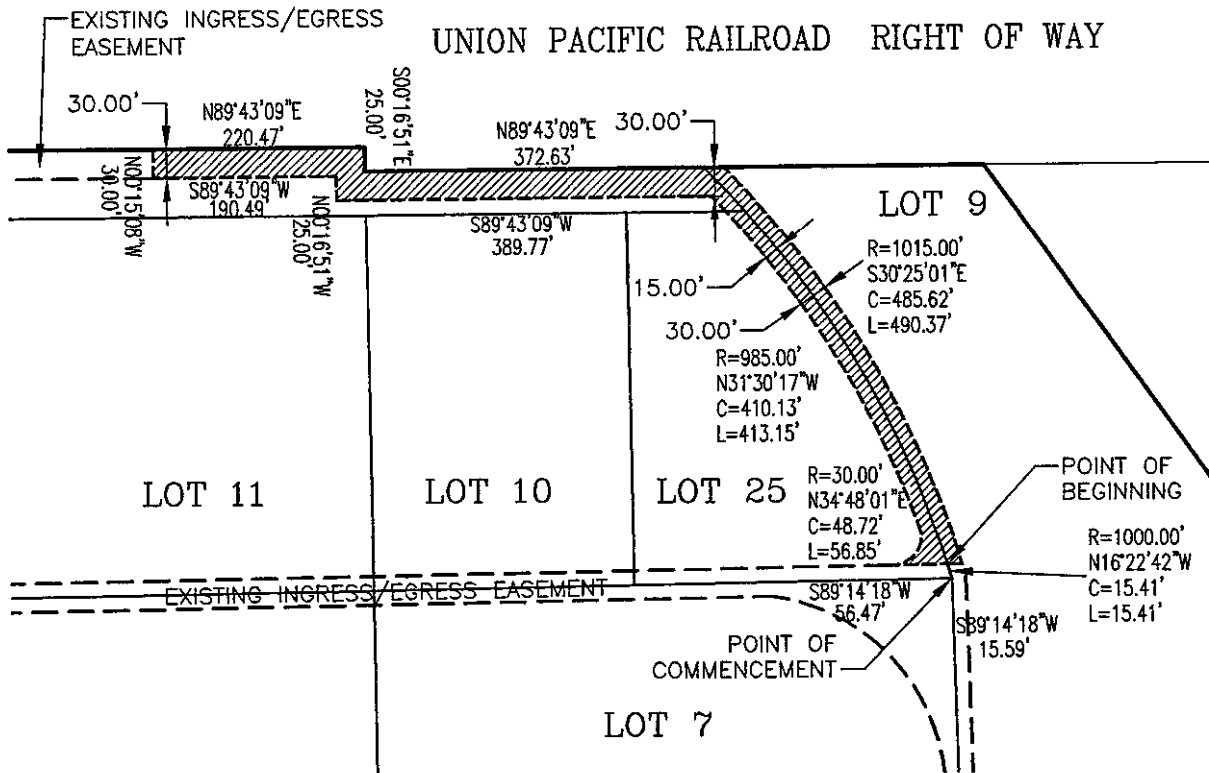 EXISTING INGRESS/EGRESS
EASEMENT
UNION PACIFIC RAILROAD RIGHT OF WAY
30.00'
N89°43'09"E
220.47'
S00°16'51"E
25.00'
N89°43'09"E
372.63'
30.00'
N00°15'08"W
30.00'
S89°43'09"W
190.49'
N00°16'51"W
25.00'
S89°43'09"W
389.77'
LOT 9
R=1015.00'
S30°25'01"E
C=485.62'
L=490.37'
15.00'
30.00'
R=985.00'
N31°30'17"W
C=410.13'
L=413.15'
LOT 11
LOT 10
LOT 25
R=30.00'
N34°48'01"E
C=48.72'
L=56.85'
POINT OF
BEGINNING
R=1000.00'
N16°22'42"W
C=15.41'
L=15.41'
EXISTING INGRESS/EGRESS EASEMENT
S89°14'18"W
56.47'
S89°14'18"W
15.59'
POINT OF
COMMENCEMENT
LOT 7